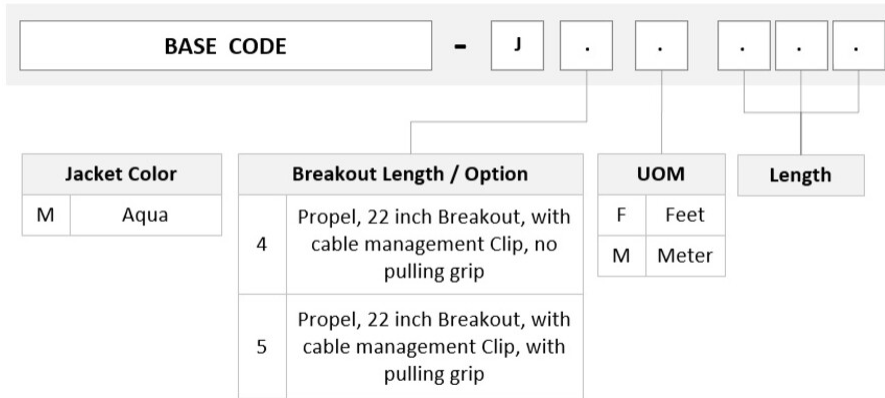 BASE CODE - J . . . . .
Jacket Color
M Aqua
Breakout Length / Option
4 Propel, 22 inch Breakout, with
cable management Clip, no
pulling grip
5 Propel, 22 inch Breakout, with
cable management Clip, with
pulling grip
UOM
F Feet
M Meter
Length